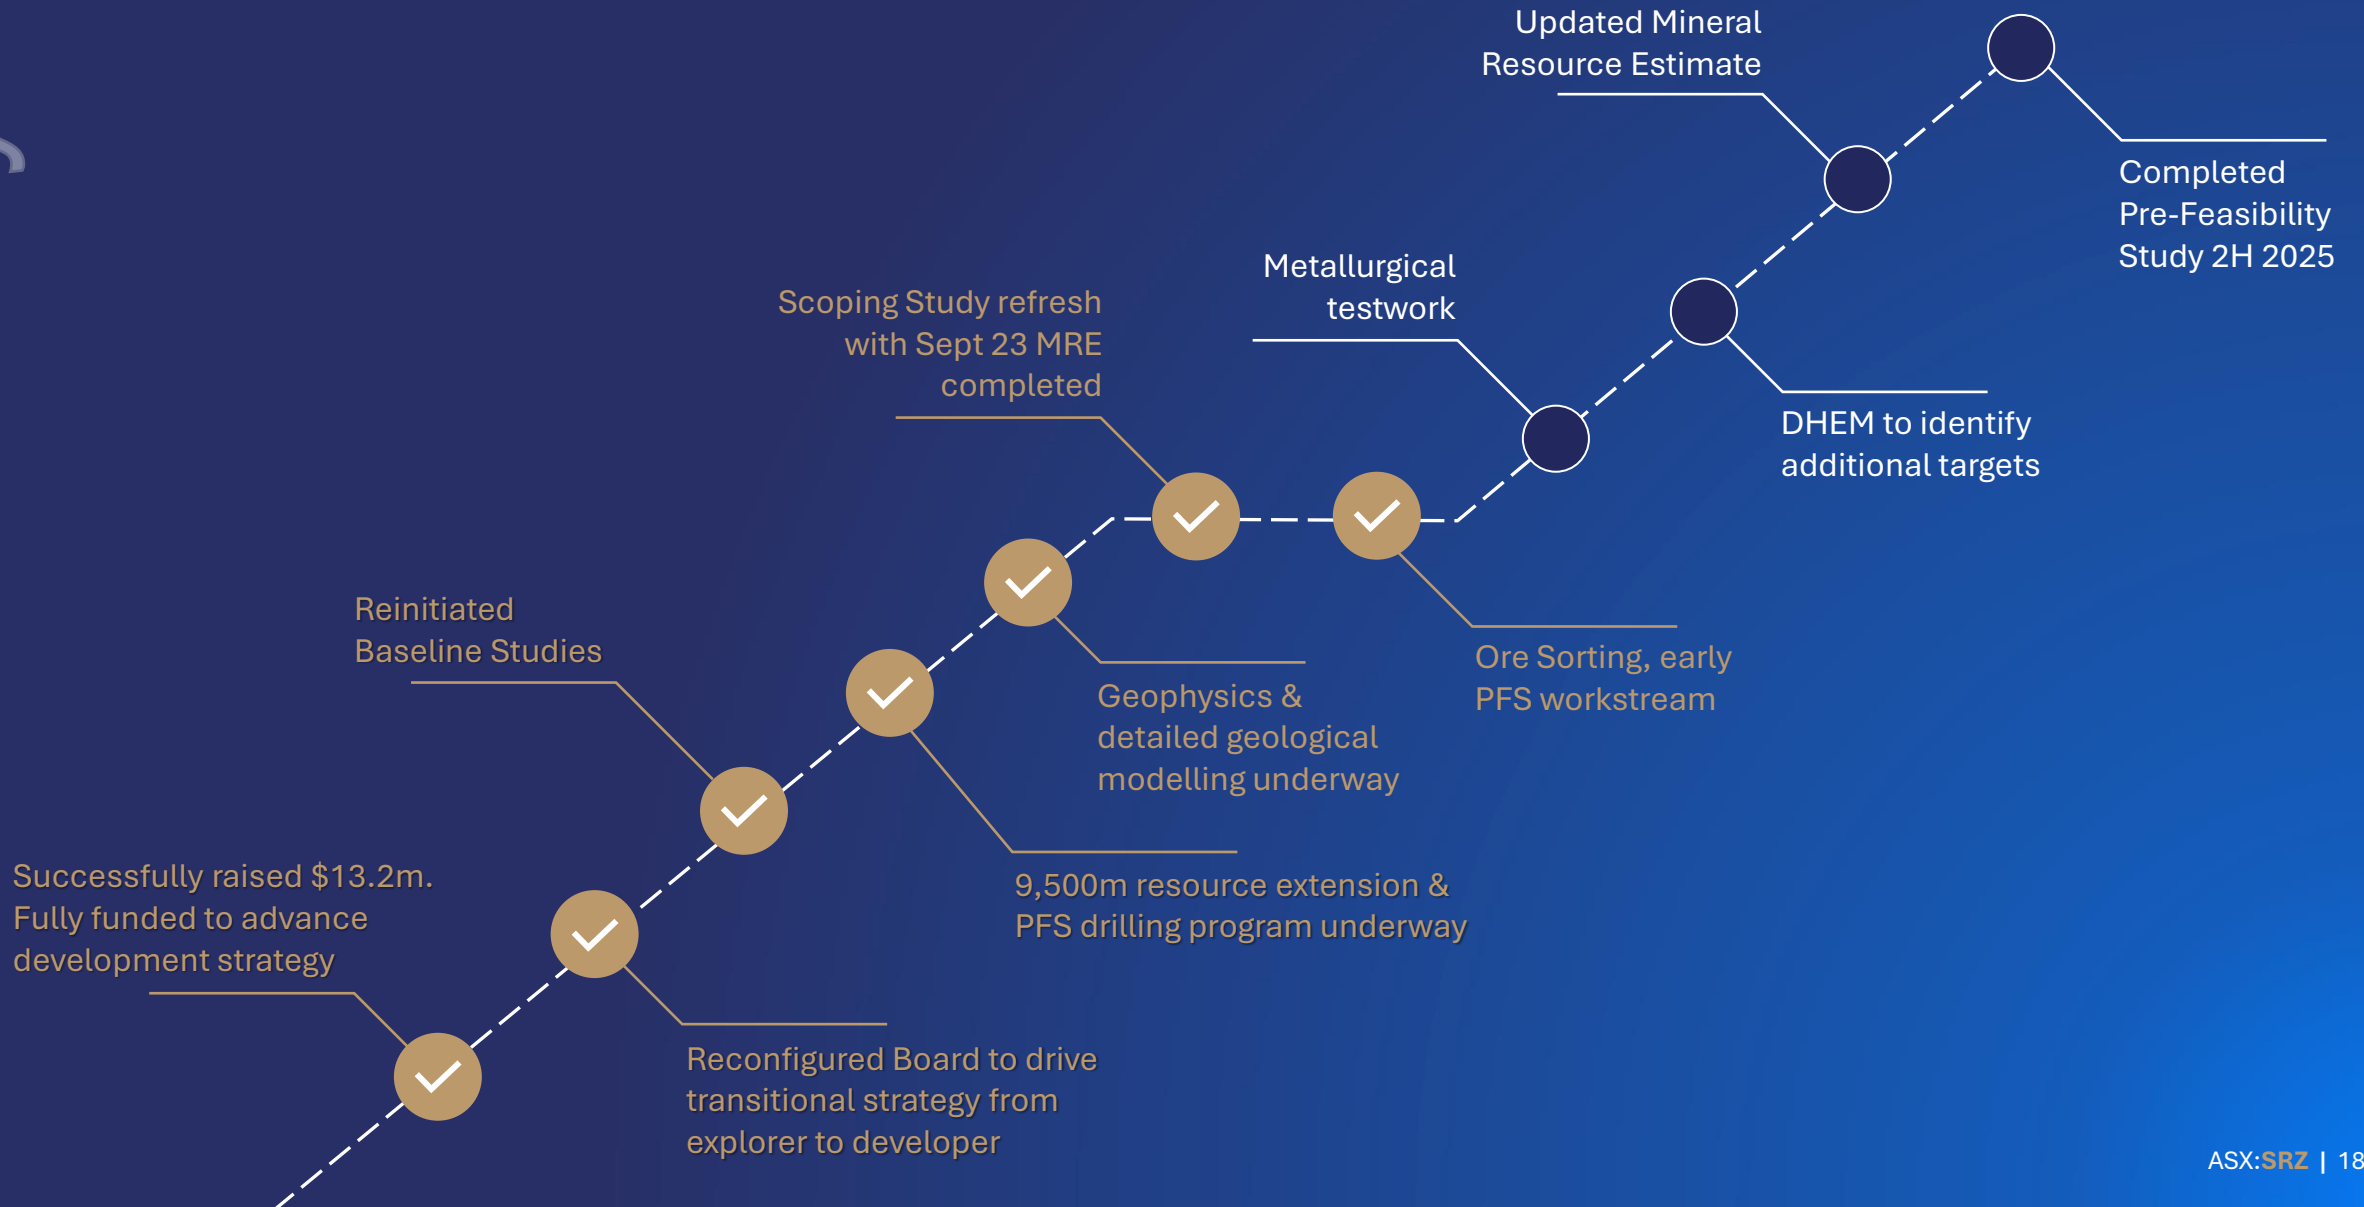 Updated Mineral
Resource Estimate
Completed
Pre-Feasibility
Study 2H 2025
Metallurgical
testwork
Scoping Study refresh
with Sept 23 MRE
completed
DHEM to identify
additional targets
Reinitiated
Baseline Studies
Ore Sorting, early
PFS workstream
Geophysics &
detailed geological
modelling underway
Successfully raised $13.2m.
Fully funded to advance
development strategy
9,500m resource extension &
PFS drilling program underway
Reconfigured Board to drive
transitional strategy from
explorer to developer
ASX:SRZ | 18